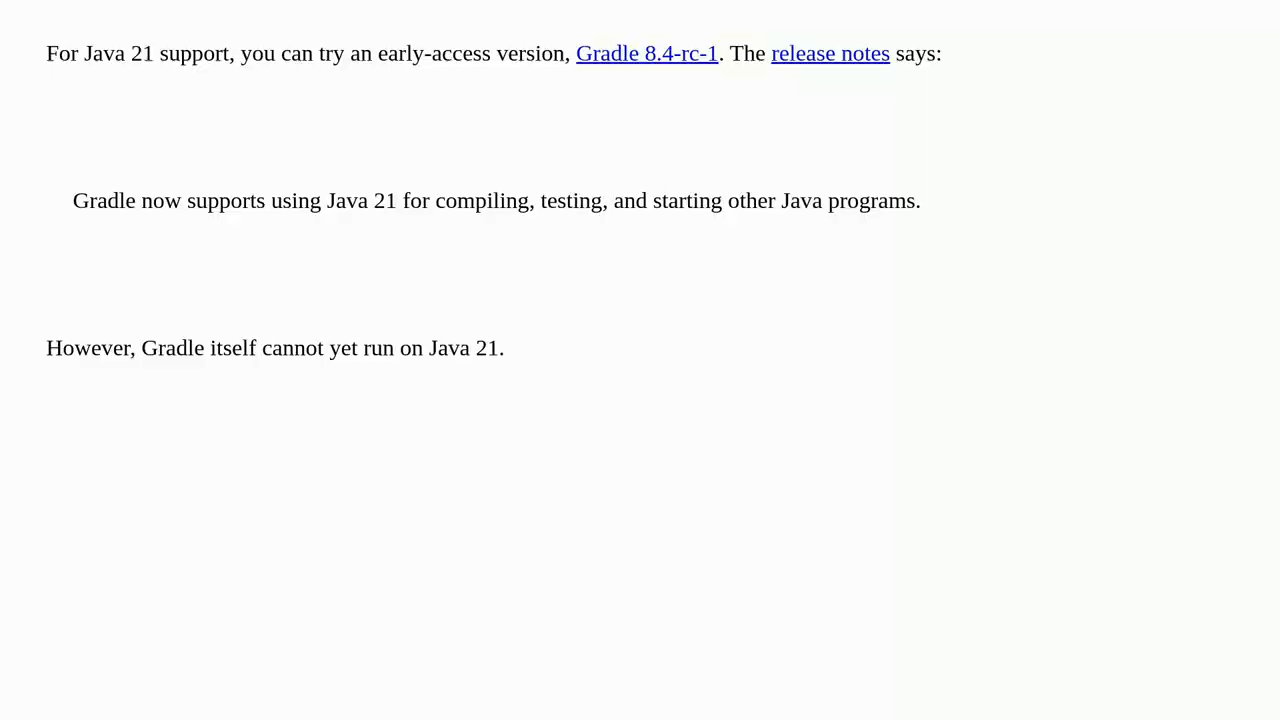 For Java 21 support, you can try an early-access version, Gradle 8.4-rc-1. The release notes says:
Gradle now supports using Java 21 for compiling, testing, and starting other Java programs.
However, Gradle itself cannot yet run on Java 21.